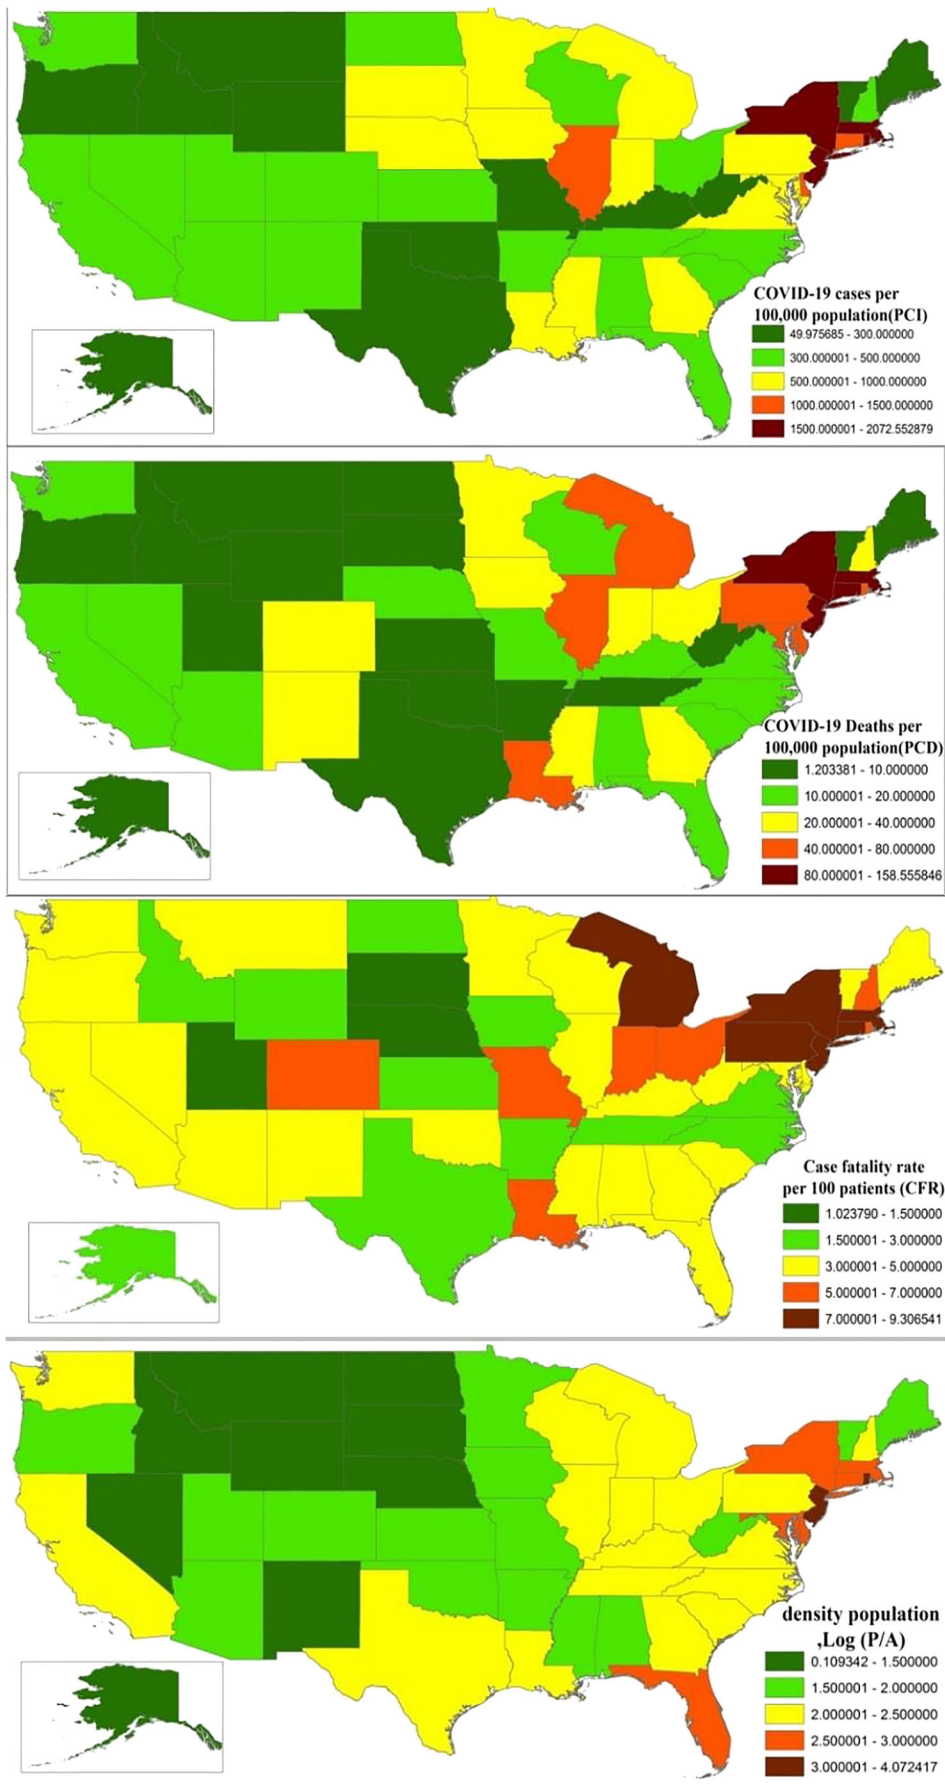 COVID-19 cases per
100,000 population(PCI)
49.975685 - 300.000000
300.000001 - 500.000000
500.000001 - 1000.000000
1000.000001 - 1500.000000
1500.000001 - 2072.552879
COVID-19 Deaths per
100,000 population(PCD)
1.203381 - 10.000000
10.000001 - 20.000000
20.000001 - 40.000000
40.000001 - 80.000000
80.000001 - 158.555846
Case fatality rate
per 100 patients (CFR)
1.023790 - 1.500000
1.500001 - 3.000000
3.000001 - 5.000000
5.000001 - 7.000000
7.000001 - 9.306541
density population
,Log (P/A)
0.109342 - 1.500000
1.500001 - 2.000000
2.000001 - 2.500000
2.500001 - 3.000000
3.000001 - 4.072417